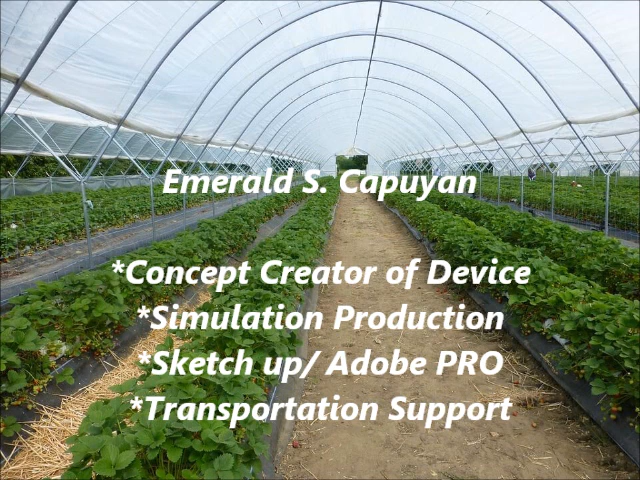 Emerald S. Capuyan
*Concept Creator of Device
*Simulation Production
*Sketch up/ Adobe PRO
*Transportation Support